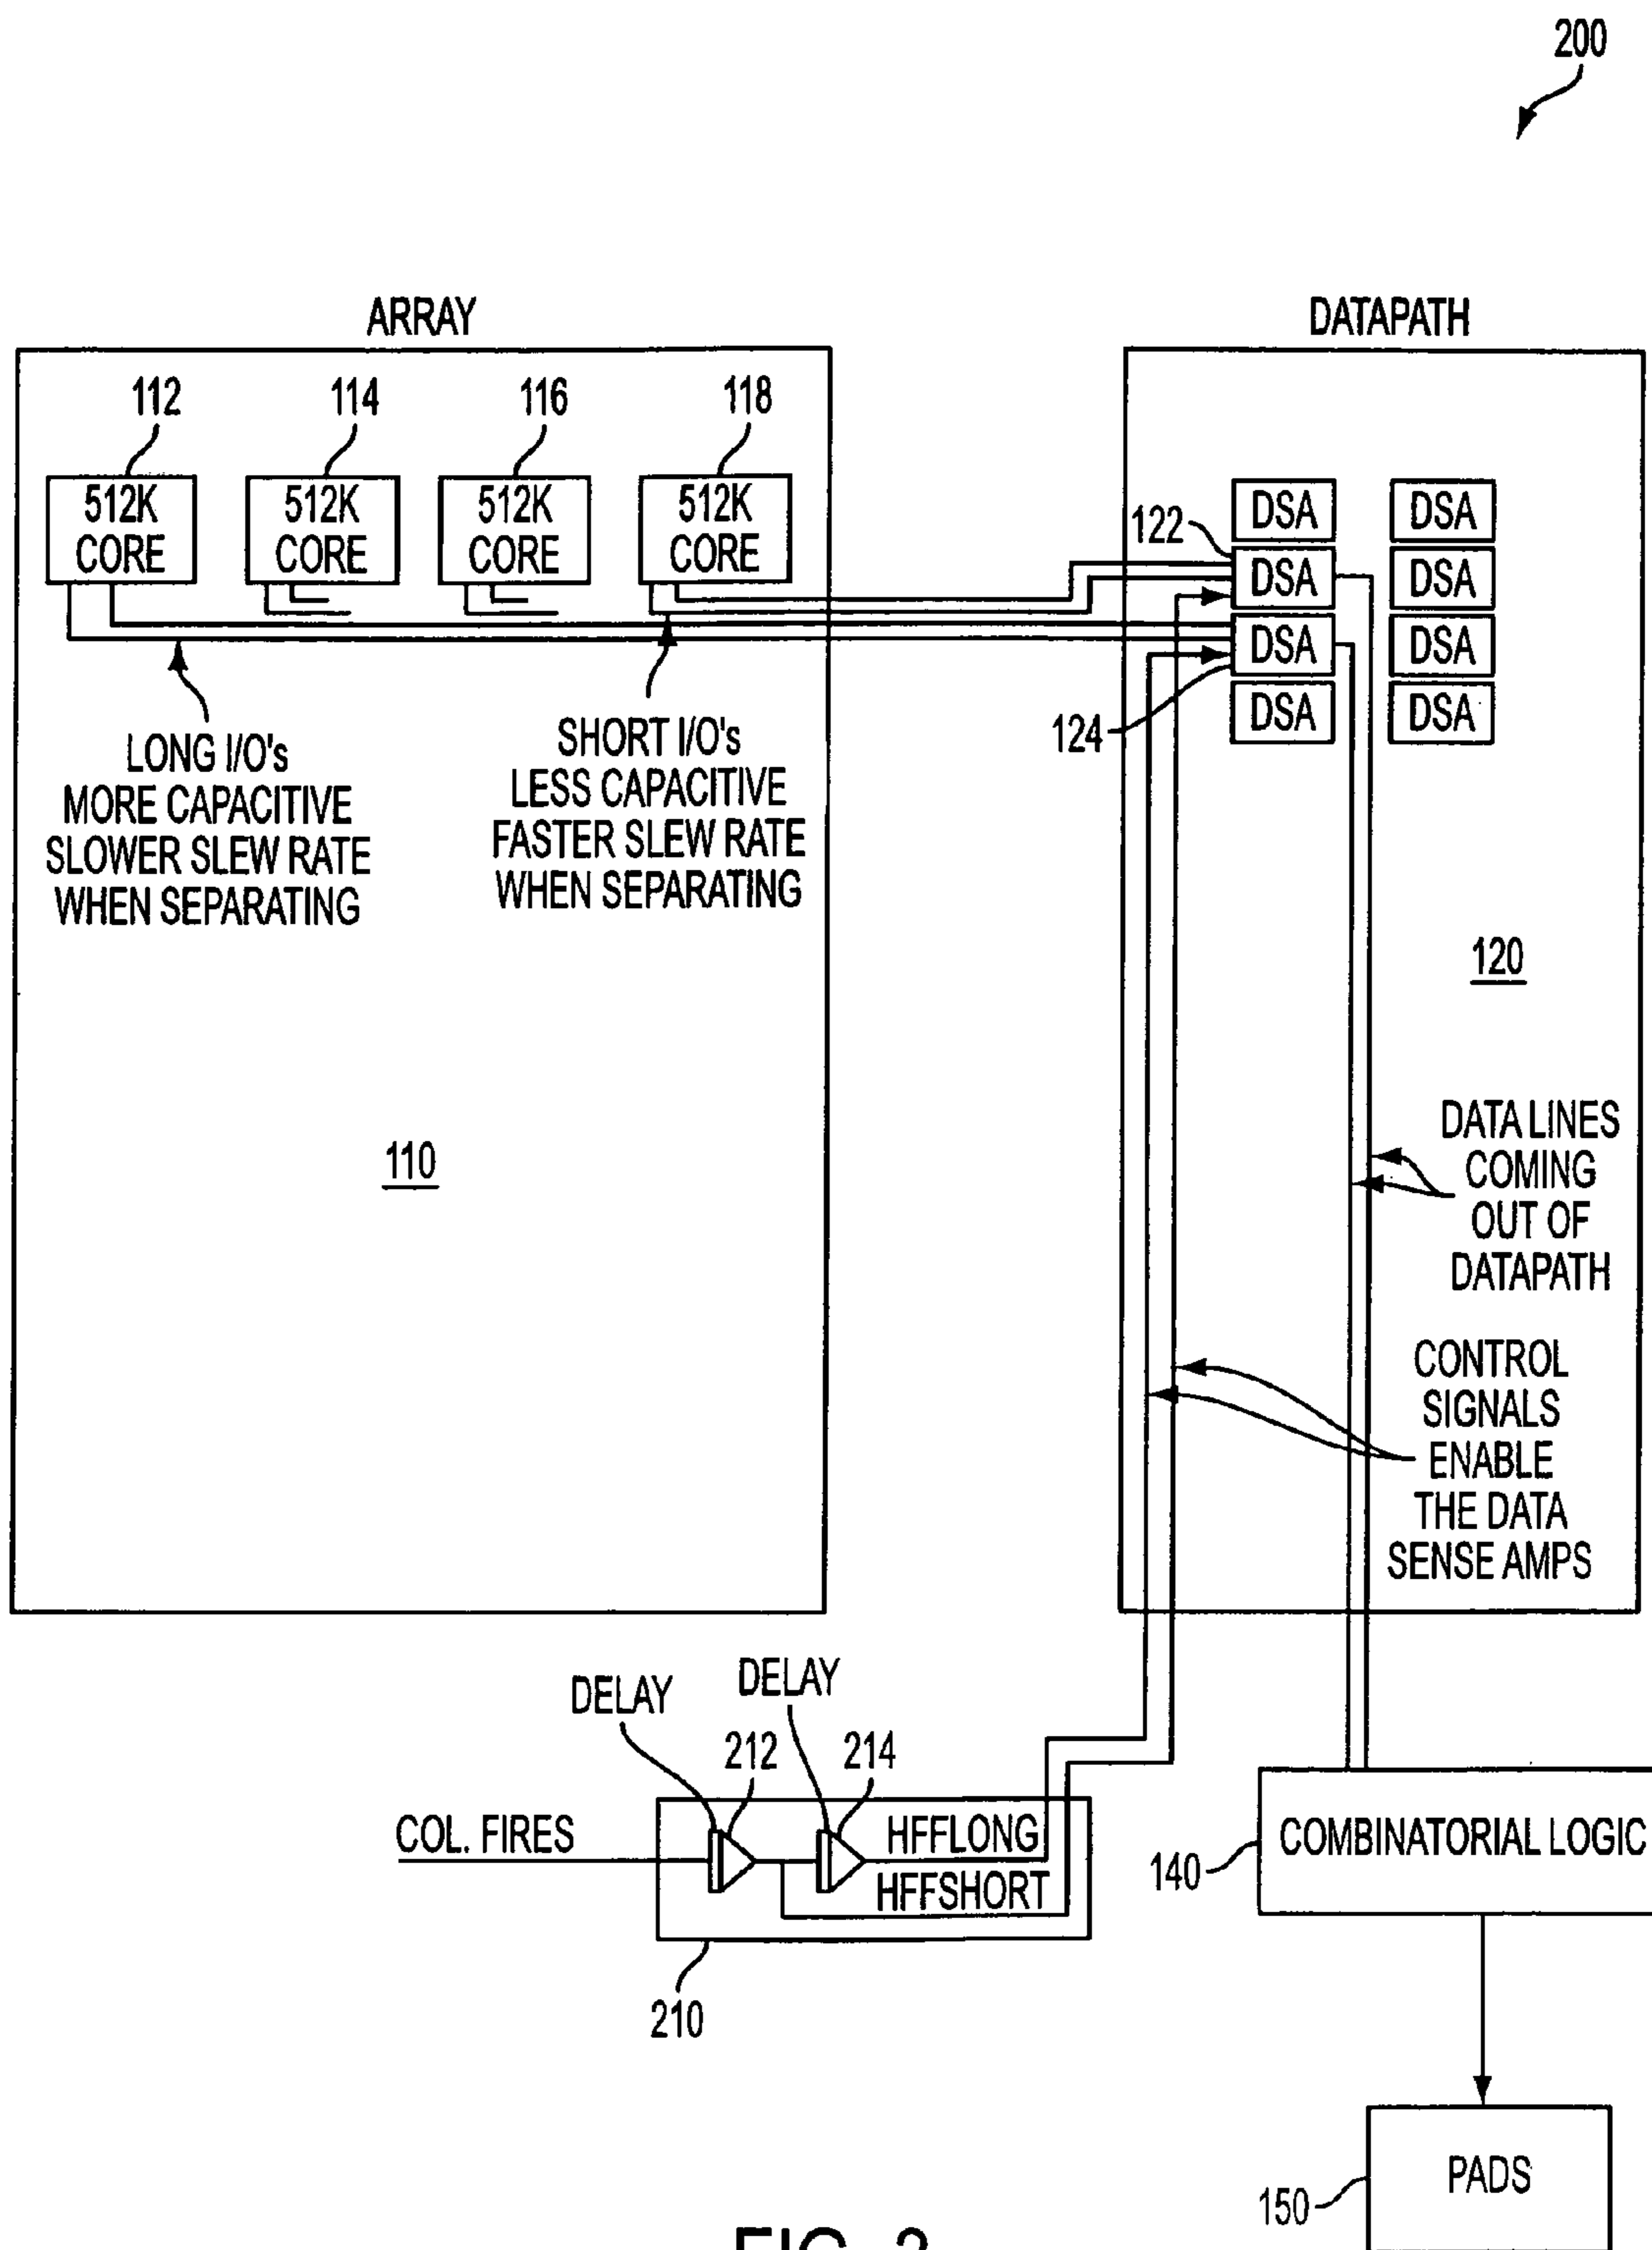 200
ARRAY
DATAPATH
112
114
116
118
512K
CORE
512K
CORE
512K
CORE
512K
CORE
122
124
DSA
DSA
DSA
DSA
DSA
DSA
DSA
DSA
LONG I/O's
MORE CAPACITIVE
SLOWER SLEW RATE
WHEN SEPARATING
SHORT I/O's
LESS CAPACITIVE
FASTER SLEW RATE
WHEN SEPARATING
120
110
DATA LINES
COMING
OUT OF
DATAPATH
CONTROL
SIGNALS
ENABLE
THE DATA
SENSE AMPS
DELAY
DELAY
212
214
COL. FIRES
HFFLONG
HFFSHORT
210
COMBINATORIAL LOGIC
140
PADS
150